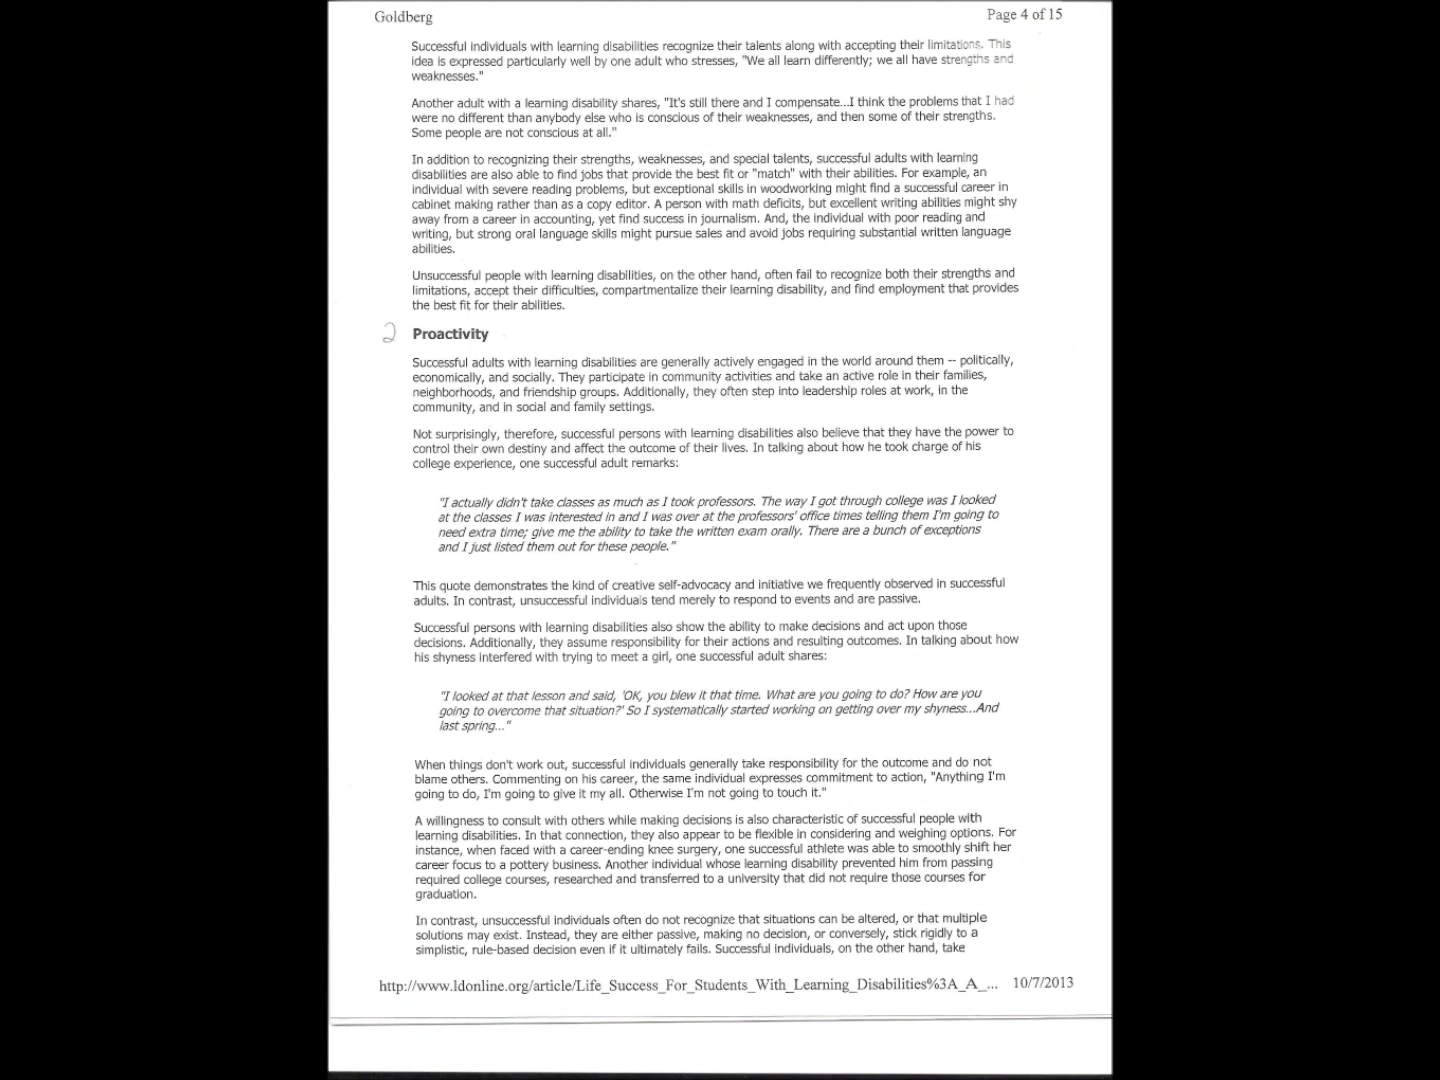 Goldberg
Page 4 of 15
Successful individuals with learning disabilities recognize their talents along with accepting their limitations. This
idea is expressed particularly well by one adult who stresses, "We all learn differently; we all have strengths and
weaknesses."
Another adult with a learning disability shares, "It's still there and I compensate...I think the problems that I had
were no different than anybody else who is conscious of their weaknesses, and then some of their strengths.
Some people are not conscious at all."
In addition to recognizing their strengths, weaknesses, and special talents, successful adults with learning
disabilities are also able to find jobs that provide the best fit or "match" with their abilities. For example, an
individual with severe reading problems, but exceptional skills in woodworking might find a successful career in
cabinet making rather than as a copy editor. A person with math deficits, but excellent writing abilities might shy
away from a career in accounting, yet find success in journalism. And, the individual with poor reading and
writing, but strong oral language skills might pursue sales and avoid jobs requiring substantial written language
abilities.
Unsuccessful people with learning disabilities, on the other hand, often fail to recognize both their strengths and
limitations, accept their difficulties, compartmentalize their learning disability, and find employment that provides
the best fit for their abilities.
2 Proactivity
Successful adults with learning disabilities are generally actively engaged in the world around them -- politically,
economically, and socially. They participate in community activities and take an active role in their families,
neighborhoods, and friendship groups. Additionally, they often step into leadership roles at work, in the
community, and in social and family settings.
Not surprisingly, therefore, successful persons with learning disabilities also believe that they have the power to
control their own destiny and affect the outcome of their lives. In talking about how he took charge of his
college experience, one successful adult remarks:
"I actually didn't take classes as much as I took professors. The way I got through college was I looked
at the classes I was interested in and I was over at the professors' office times telling them I'm going to
need extra time; give me the ability to take the written exam orally. There are a bunch of exceptions
and I just listed them out for these people."
This quote demonstrates the kind of creative self-advocacy and initiative we frequently observed in successful
adults. In contrast, unsuccessful individuals tend merely to respond to events and are passive.
Successful persons with learning disabilities also show the ability to make decisions and act upon those
decisions. Additionally, they assume responsibility for their actions and resulting outcomes. In talking about how
his shyness interfered with trying to meet a girl, one successful adult shares:
"I looked at that lesson and said, 'OK, you blew it that time. What are you going to do? How are you
going to overcome that situation?' So I systematically started working on getting over my shyness...And
last spring..."
When things don't work out, successful individuals generally take responsibility for the outcome and do not
blame others. Commenting on his career, the same individual expresses commitment to action, "Anything I'm
going to do, I'm going to give it my all. Otherwise I'm not going to touch it."
A willingness to consult with others while making decisions is also characteristic of successful people with
learning disabilities. In that connection, they also appear to be flexible in considering and weighing options. For
instance, when faced with a career-ending knee surgery, one successful athlete was able to smoothly shift her
career focus to a pottery business. Another individual whose learning disability prevented him from passing
required college courses, researched and transferred to a university that did not require those courses for
graduation.
In contrast, unsuccessful individuals often do not recognize that situations can be altered, or that multiple
solutions may exist. Instead, they are either passive, making no decision, or conversely, stick rigidly to a
simplistic, rule-based decision even if it ultimately fails. Successful individuals, on the other hand, take
http://www.ldonline.org/article/Life_Success_For_Students_With_Learning_Disabilities%3A_A_... 10/7/2013